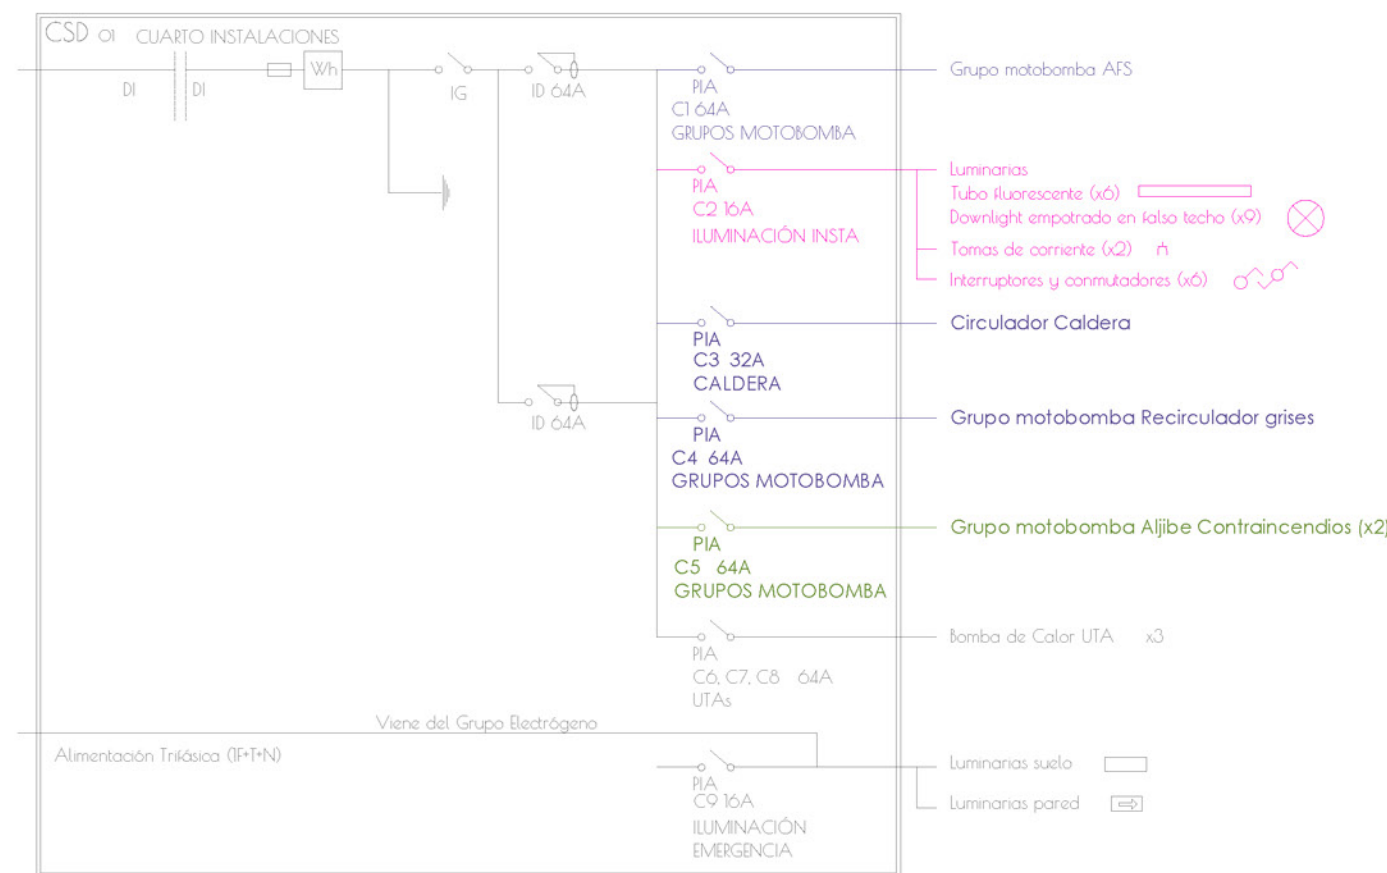 CSD 01 CUARTO INSTALACIONES
DI
DI
Wh
IG
ID 64A
PIA
C1 64A
GRUPOS MOTOBOMBA
Grupo motobomba AFS
PIA
C2 16A
ILUMINACIÓN INSTA
Luminarias
Tubo fluorescente (x6)
Downlight empotrado en falso techo (x9)
Tomas de corriente (x2)
Interruptores y conmutadores (x6)
PIA
C3 32A
CALDERA
Circulador Caldera
ID 64A
PIA
C4 64A
GRUPOS MOTOBOMBA
Grupo motobomba Recirculador grises
PIA
C5 64A
GRUPOS MOTOBOMBA
Grupo motobomba Aljibe Contraincendios (x2)
PIA
C6, C7, C8 64A
UTAs
Bomba de Calor UTA x3
Viene del Grupo Electrógeno
Alimentación Trifásica (1F+T+N)
PIA
C9 16A
ILUMINACIÓN
EMERGENCIA
Luminarias suelo
Luminarias pared